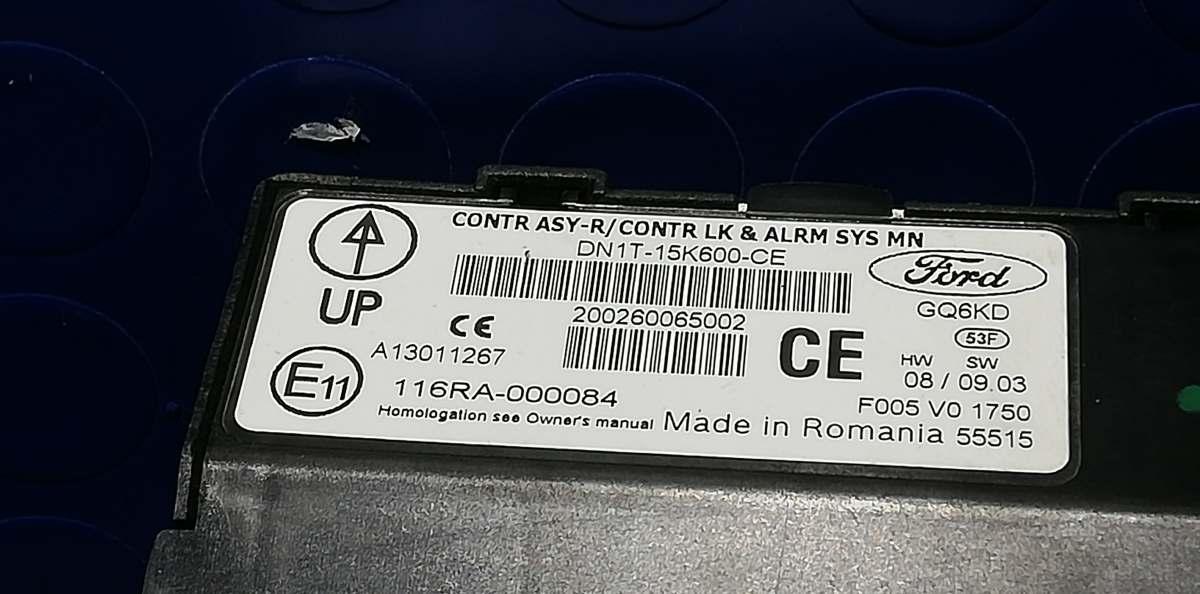 CONTR ASY-R/CONTR LK & ALRM SYS MN
DN1T-15K600-CE
Ford
UP
GQ6KD
200260065002
CE
CE
53F
A13011267
HW SW
08 / 09.03
E11
116RA-000084
F005 V0 1750
Homologation see Owner's manual
Made in Romania 55515